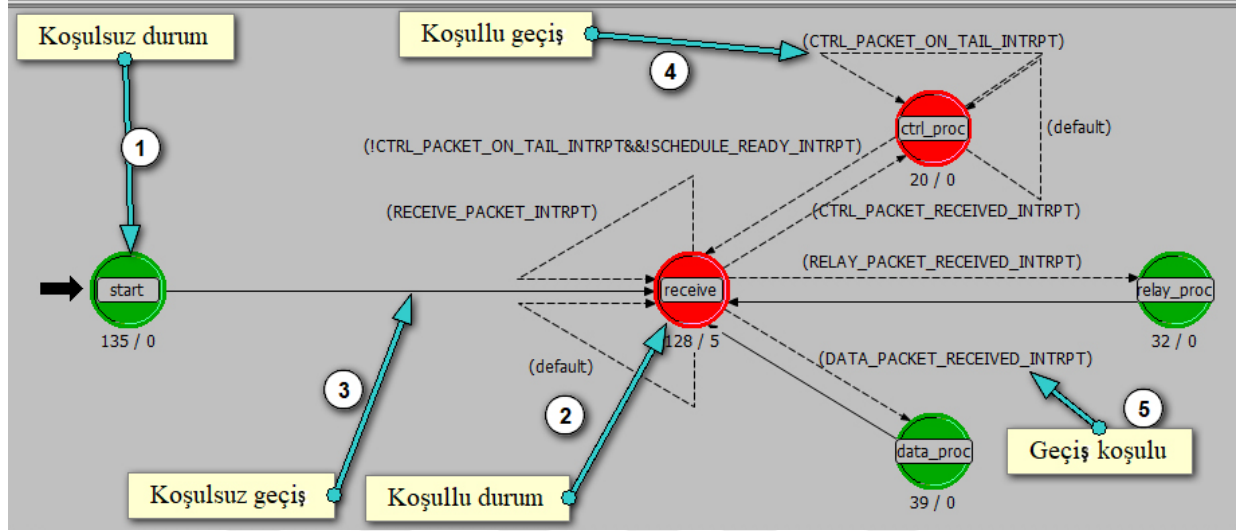 Koşulsuz durum
Koşullu geçiş
(CTRL_PACKET_ON_TAIL_INTRPT)
4
1
ctrl_proc
(default)
(!CTRL_PACKET_ON_TAIL_INTRPT&&!SCHEDULE_READY_INTRPT)
20 / 0
(RECEIVE_PACKET_INTRPT)
(CTRL_PACKET_RECEIVED_INTRPT)
(RELAY_PACKET_RECEIVED_INTRPT)
start
receive
relay_proc
135 / 0
128 / 5
32 / 0
(default)
(DATA_PACKET_RECEIVED_INTRPT)
3
2
5
data_proc
Geçiş koşulu
Koşulsuz geçiş
Koşullu durum
39 / 0